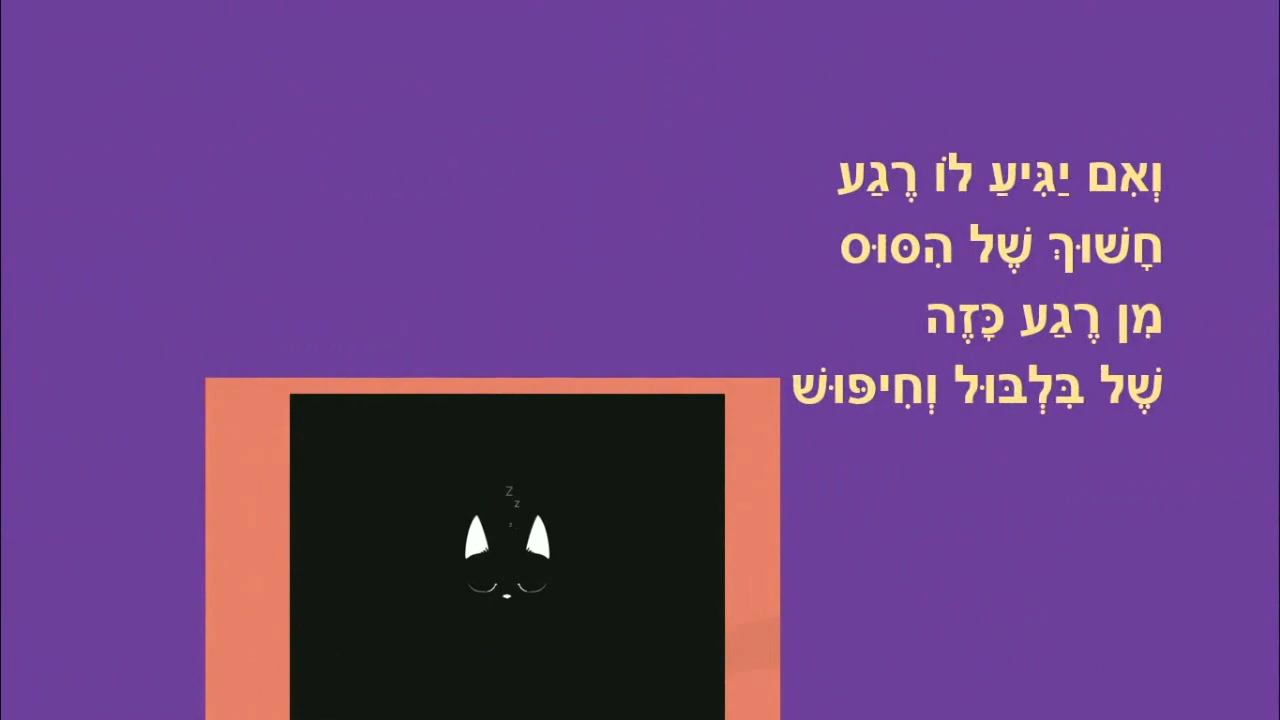 וְאִם יַגִּיעַ לוֹ רֶגַע
חָשׁוּךְ שֶׁל הִסּוּס
מִן רֶגַע כָּזֶה
שֶׁל בִּלְבּוּל וְחִיפּוּשׂ
Z
z
z